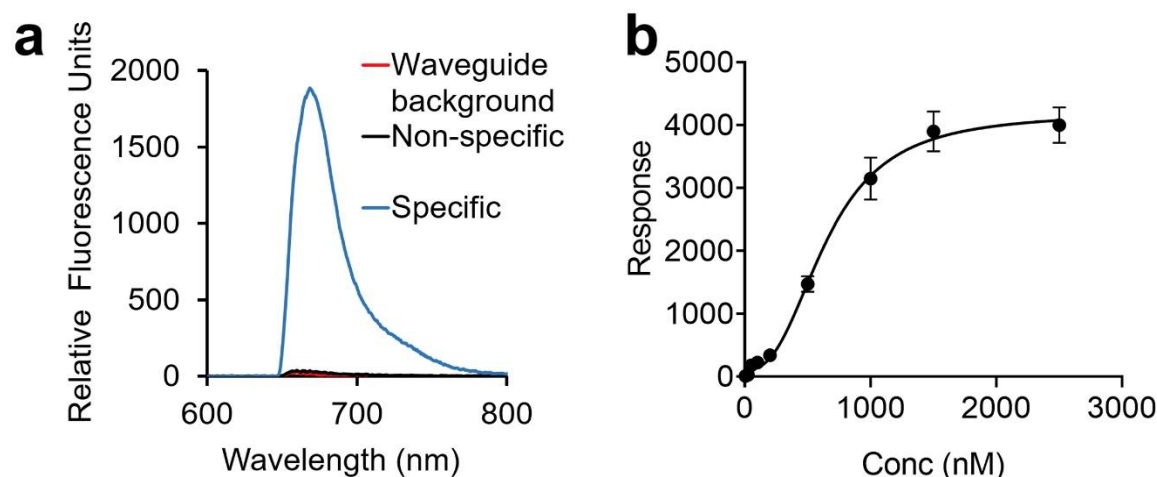 a
Relative Fluorescence Units
2000
1500
1000
500
0
600
700
800
Wavelength (nm)
Waveguide
background
Non-specific
Specific
b
Response
5000
4000
3000
2000
1000
0
0
1000
2000
3000
Conc (nM)